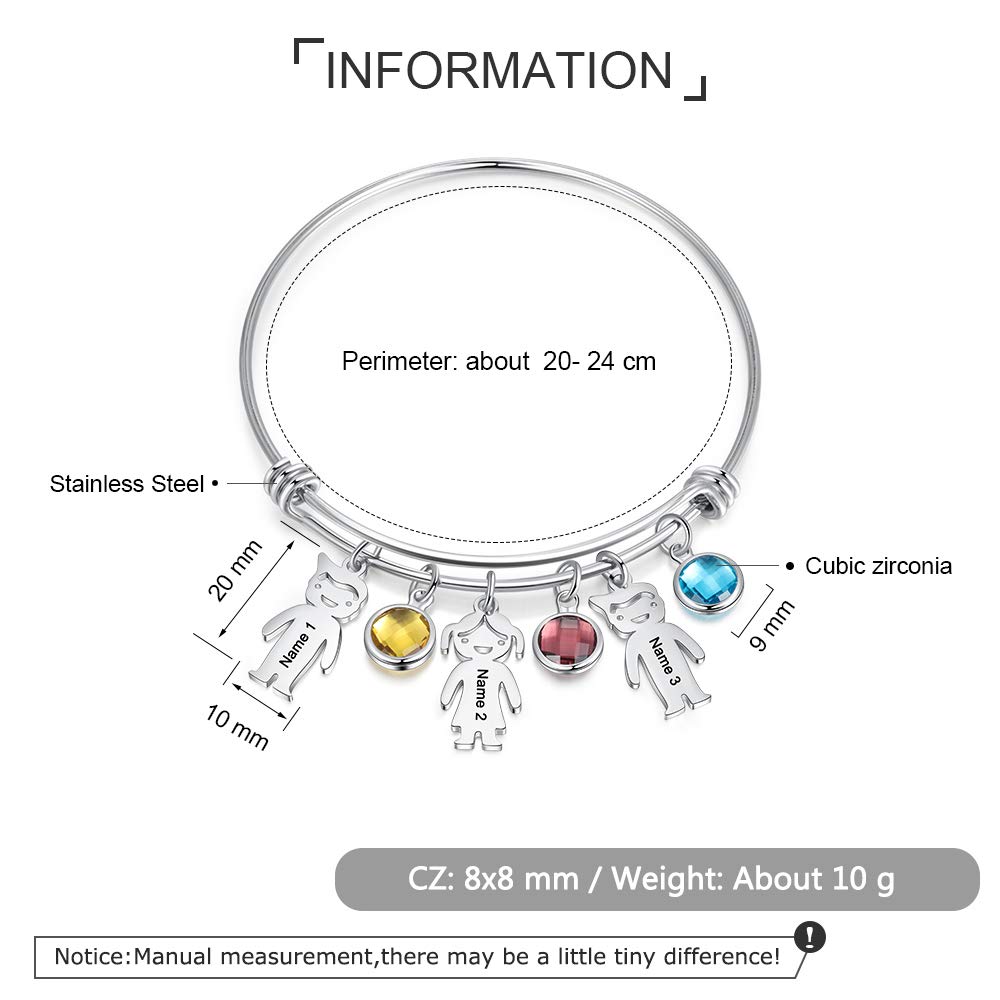 INFORMATION
Perimeter: about 20- 24 cm
Stainless Steel •
20 mm
• Cubic zirconia
9 mm
Name 1
Name 2
Name 3
10 mm
CZ: 8x8 mm / Weight: About 10 g
Notice:Manual measurement,there may be a little tiny difference!
!